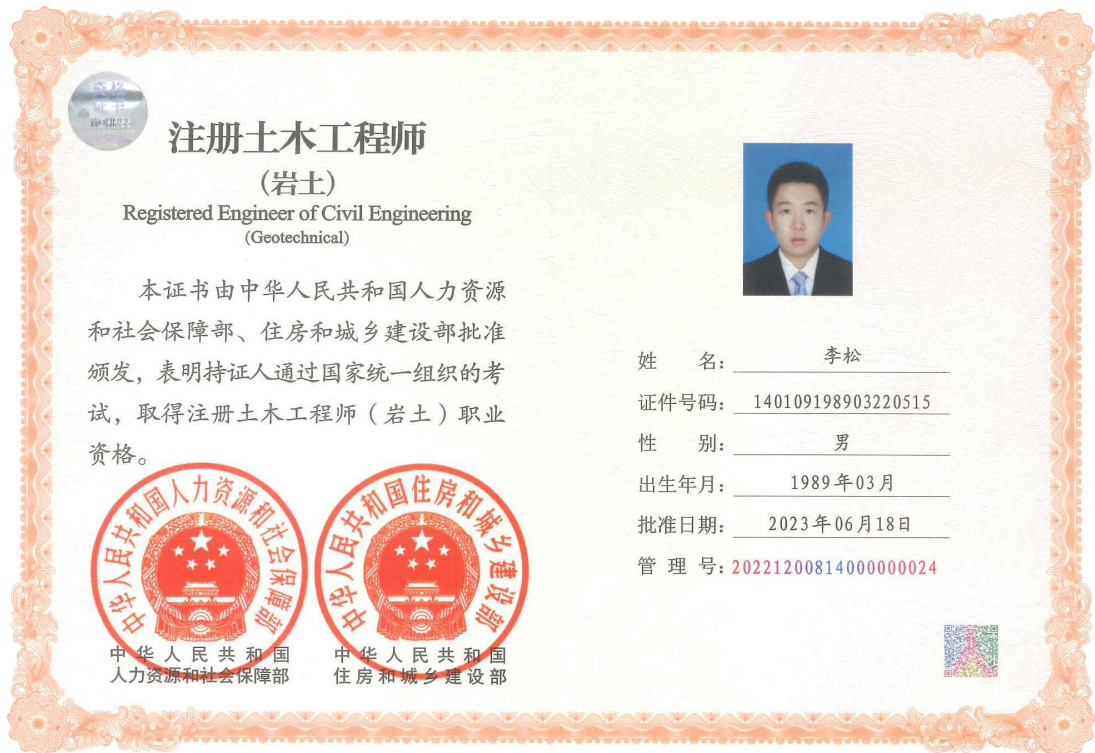 注册土木工程师
（岩土）
Registered Engineer of Civil Engineering
(Geotechnical)
本证书由中华人民共和国人力资源
和社会保障部、住房和城乡建设部批准
颁发，表明持证人通过国家统一组织的考
试，取得注册土木工程师（岩土）职业
资格。
中华人民共和国人力资源和社会保障部
中华人民共和国
人力资源和社会保障部
中华人民共和国住房和城乡建设部
中华人民共和国
住房和城乡建设部
姓 名：李松
证件号码：140109198903220515
性 别：男
出生年月：1989年03月
批准日期：2023年06月18日
管 理 号：20221200814000000024